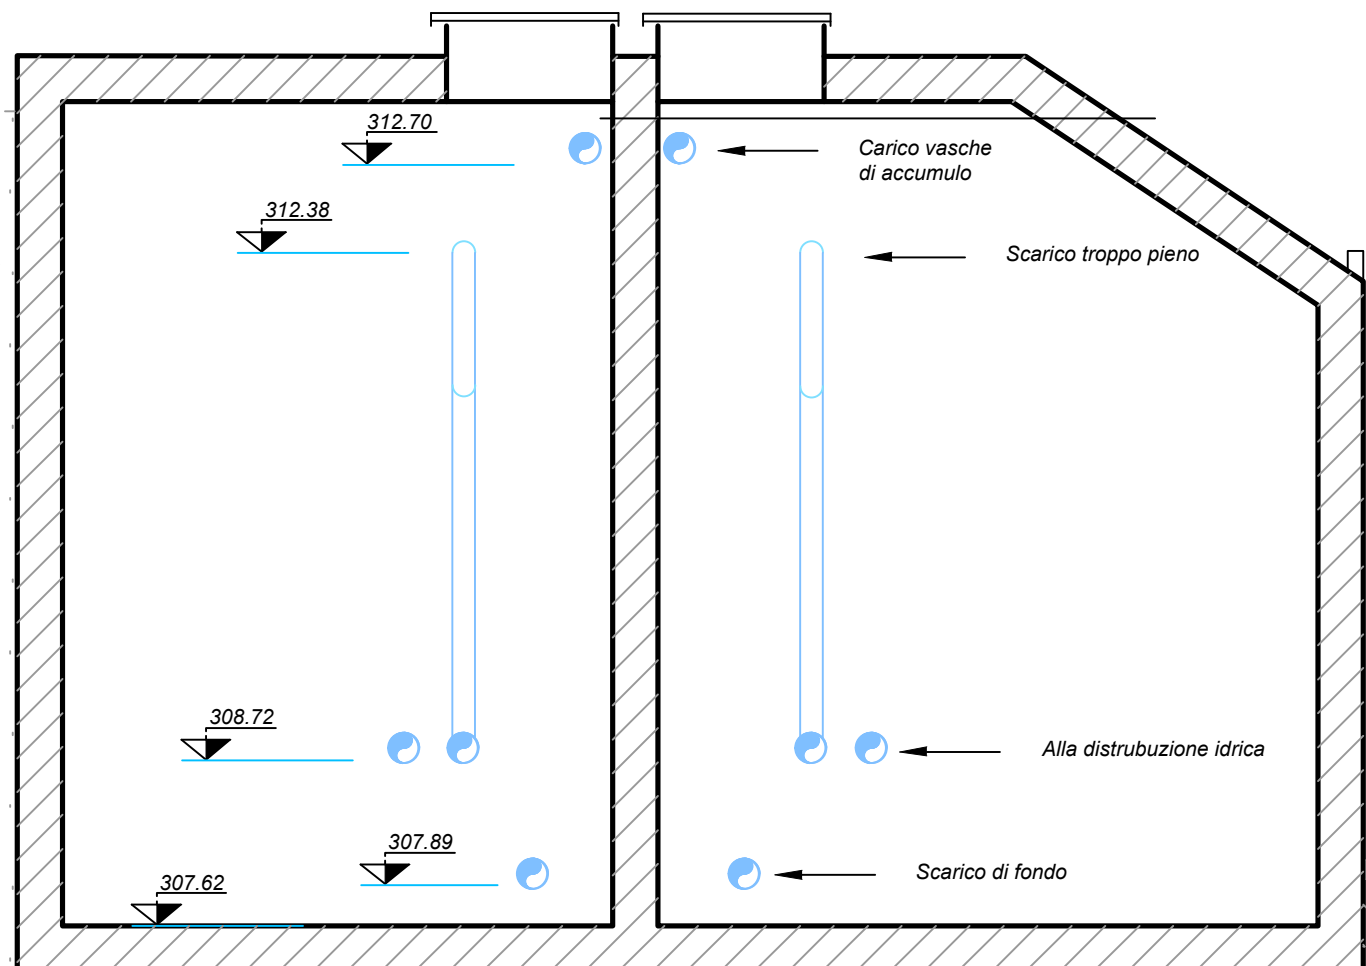 312.70
Carico vasche
di accumulo
312.38
Scarico troppo pieno
308.72
Alla distrubuzione idrica
307.89
Scarico di fondo
307.62